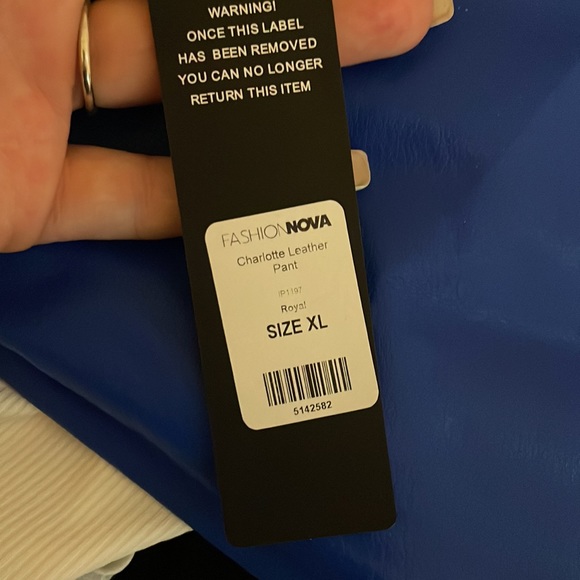 WARNING!
ONCE THIS LABEL
HAS BEEN REMOVED
YOU CAN NO LONGER
RETURN THIS ITEM
FASHIONNOVA
Charlotte Leather
Pant
JP1197
Royal
SIZE XL
5142582